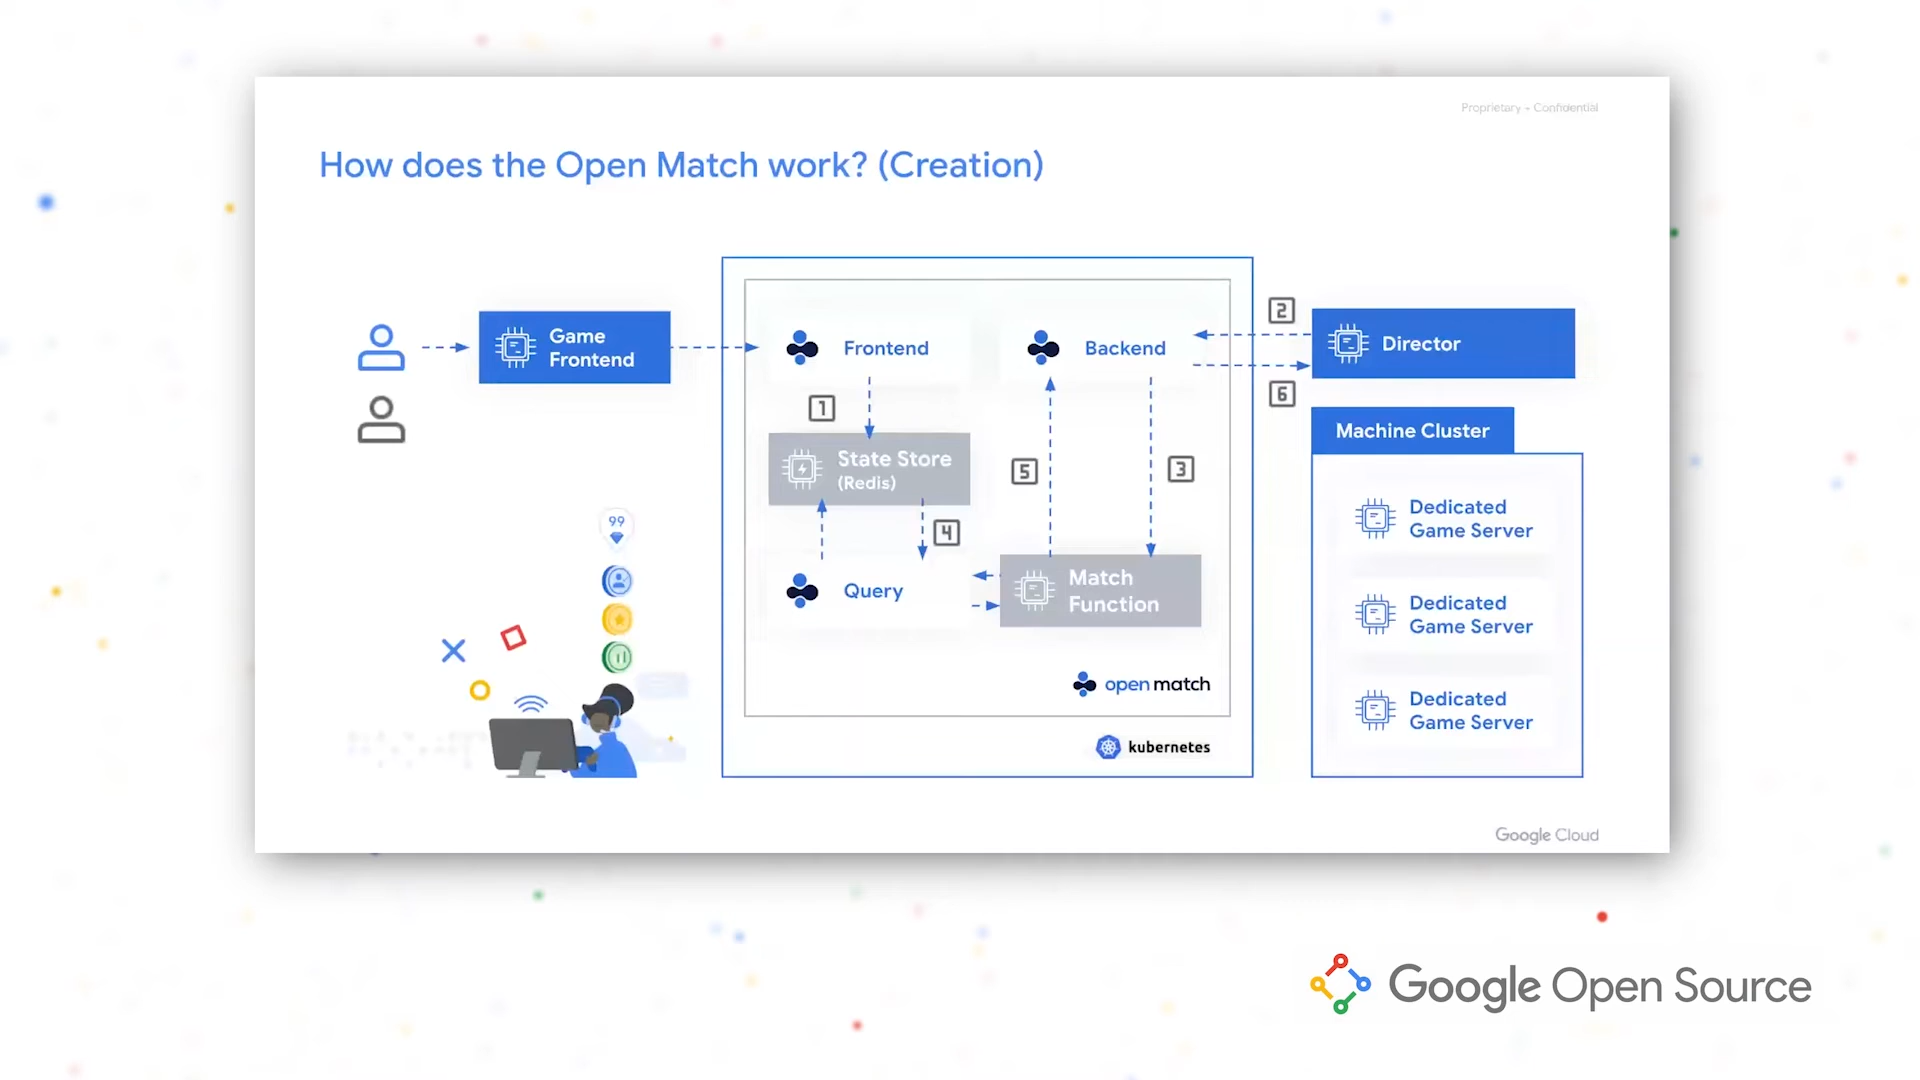 Proprietary + Confidential
How does the Open Match work? (Creation)
Game
Frontend
Frontend
Backend
2
Director
6
1
State Store
(Redis)
5
3
4
Query
Match
Function
open match
kubernetes
Machine Cluster
Dedicated
Game Server
Dedicated
Game Server
Dedicated
Game Server
99
Google Cloud
Google Open Source